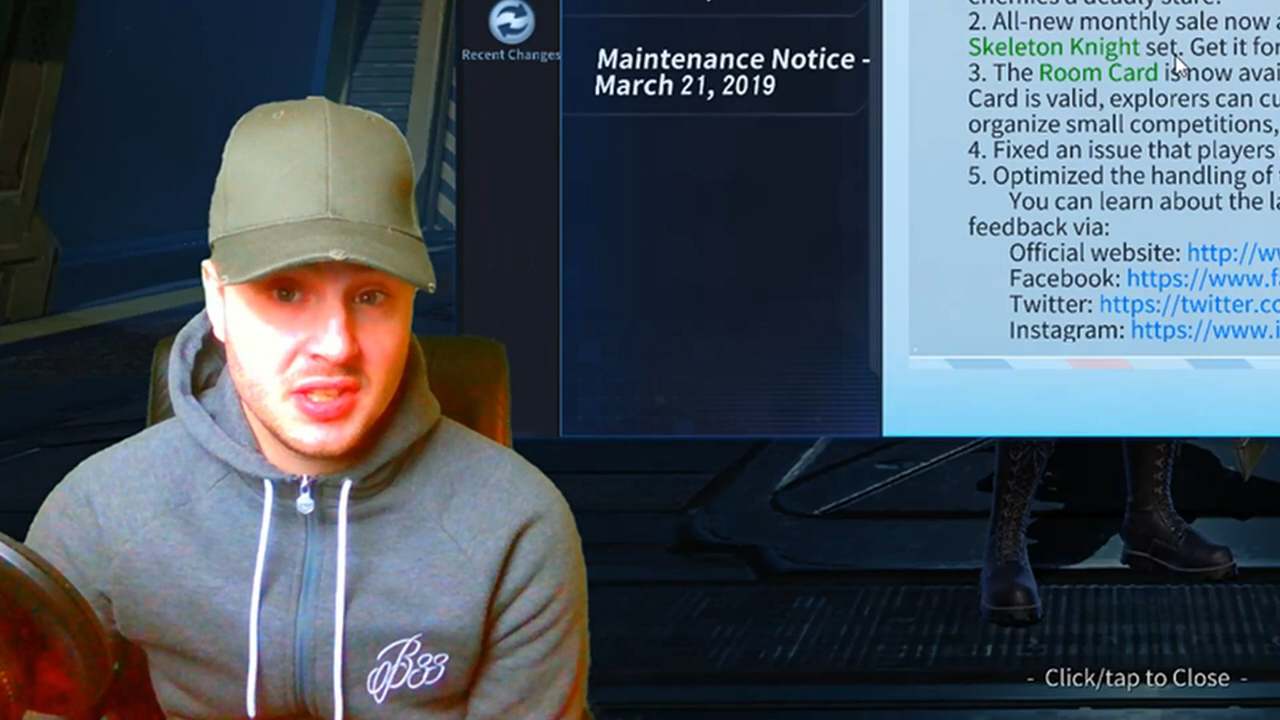 Recent Changes
Maintenance Notice -
March 21, 2019
2. All-new monthly sale now
Skeleton Knight set. Get it for
3. The Room Card is now avai
Card is valid, explorers can cu
organize small competitions,
4. Fixed an issue that players
5. Optimized the handling of
You can learn about the la
feedback via:
Official website: http://w
Facebook: https://www.f
Twitter: https://twitter.co
Instagram: https://www.i
- Click/tap to Close -